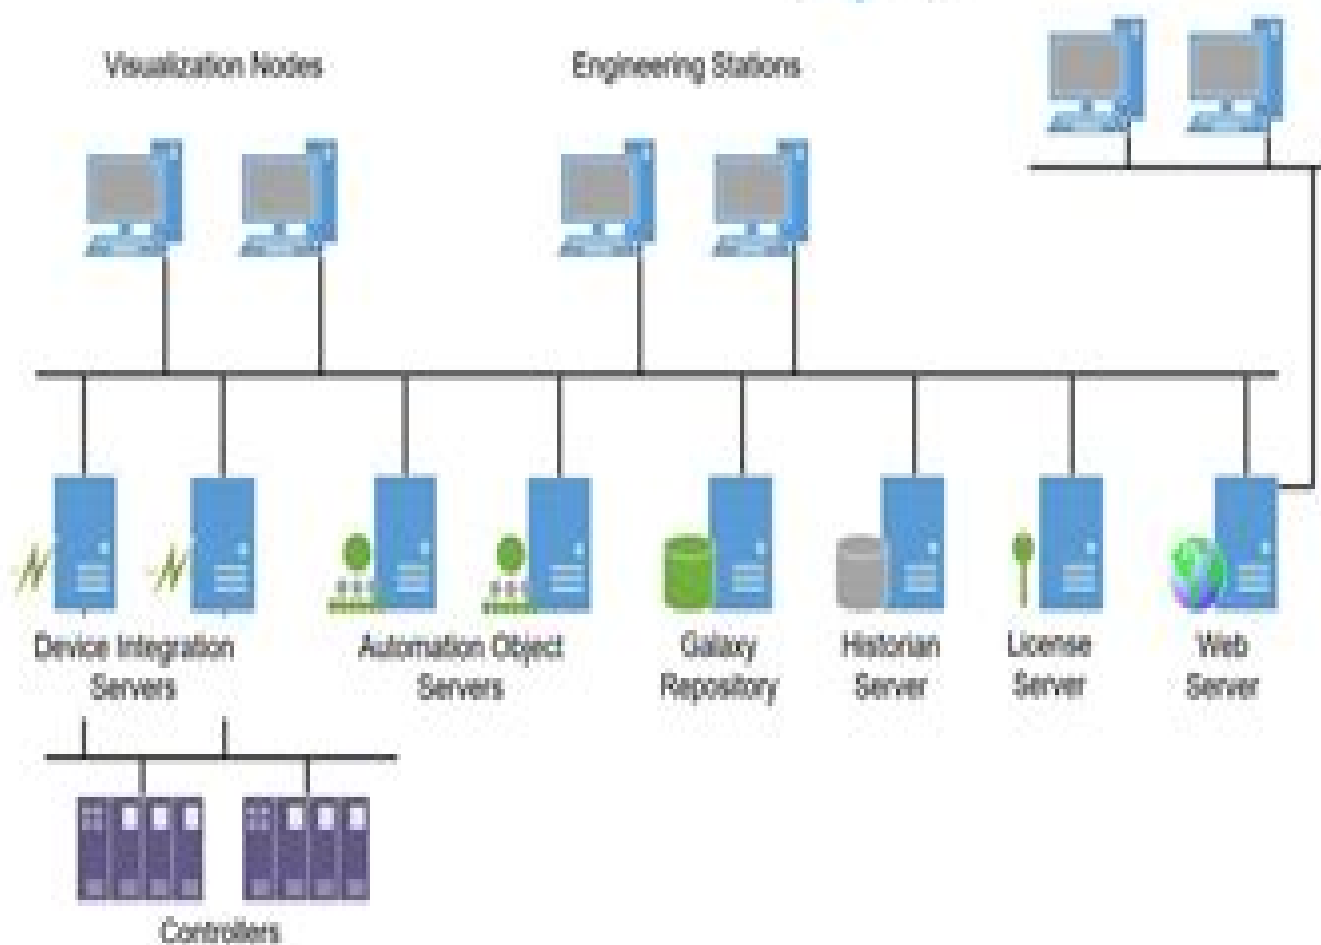 Visualization Nodes
Engineering Stations
Device Integration
Servers
Automation Object
Servers
Galaxy
Repository
Historian
Server
License
Server
Web
Server
Controllers